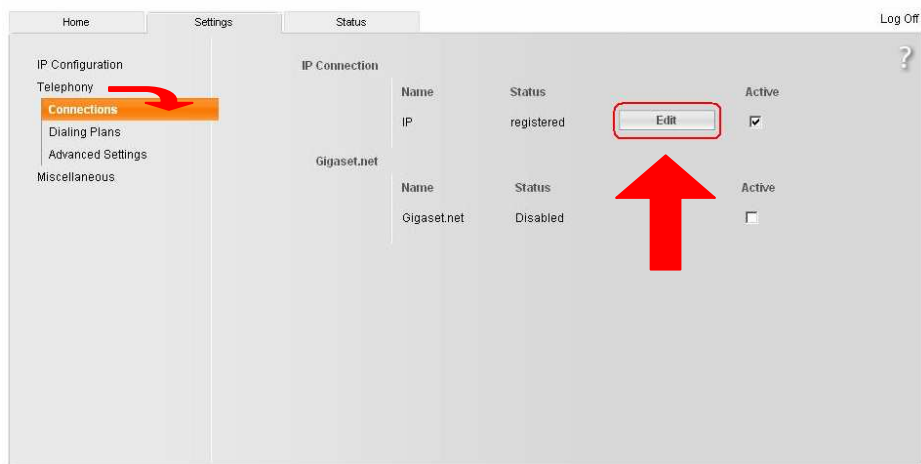 Home Settings Status Log Off
?
IP Configuration
Telephony
Connections
Dialing Plans
Advanced Settings
Miscellaneous
IP Connection
Name Status Active
IP registered Edit
Gigaset.net
Name Status Active
Gigaset.net Disabled